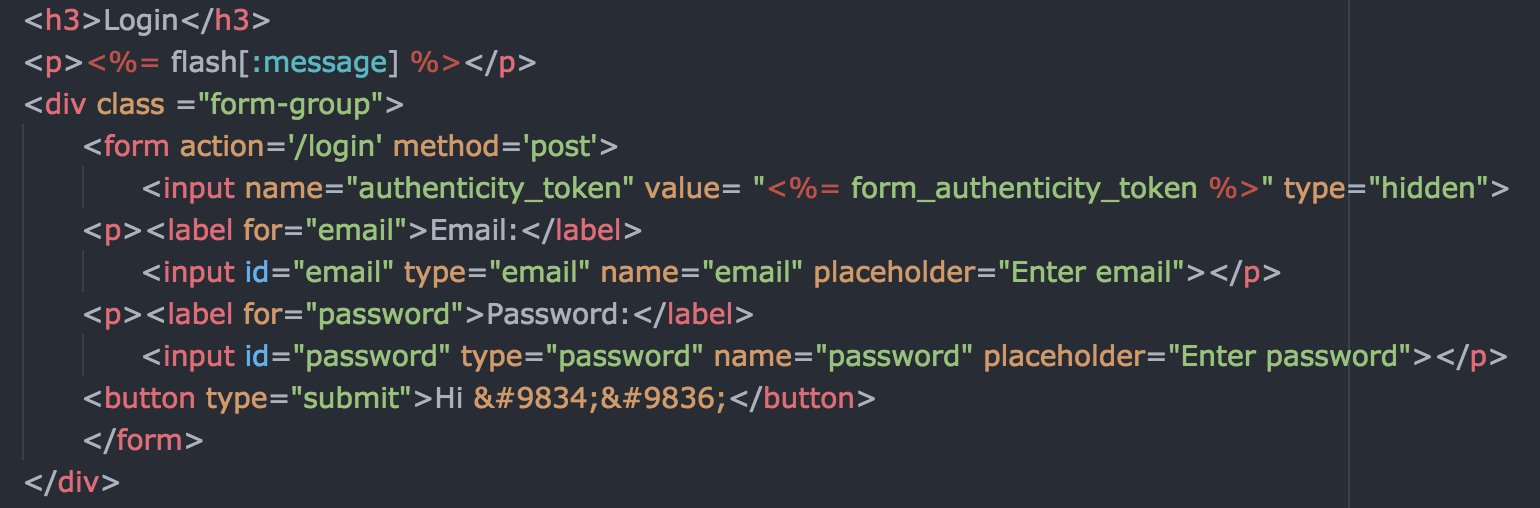 <h3>Login</h3>
<p><%= flash[:message] %></p>
<div class ="form-group">
    <form action='/login' method='post'>
        <input name="authenticity_token" value= "<%= form_authenticity_token %>" type="hidden">
    <p><label for="email">Email:</label>
        <input id="email" type="email" name="email" placeholder="Enter email"></p>
    <p><label for="password">Password:</label>
        <input id="password" type="password" name="password" placeholder="Enter password"></p>
    <button type="submit">Hi &#9834;&#9836;</button>
    </form>
</div>